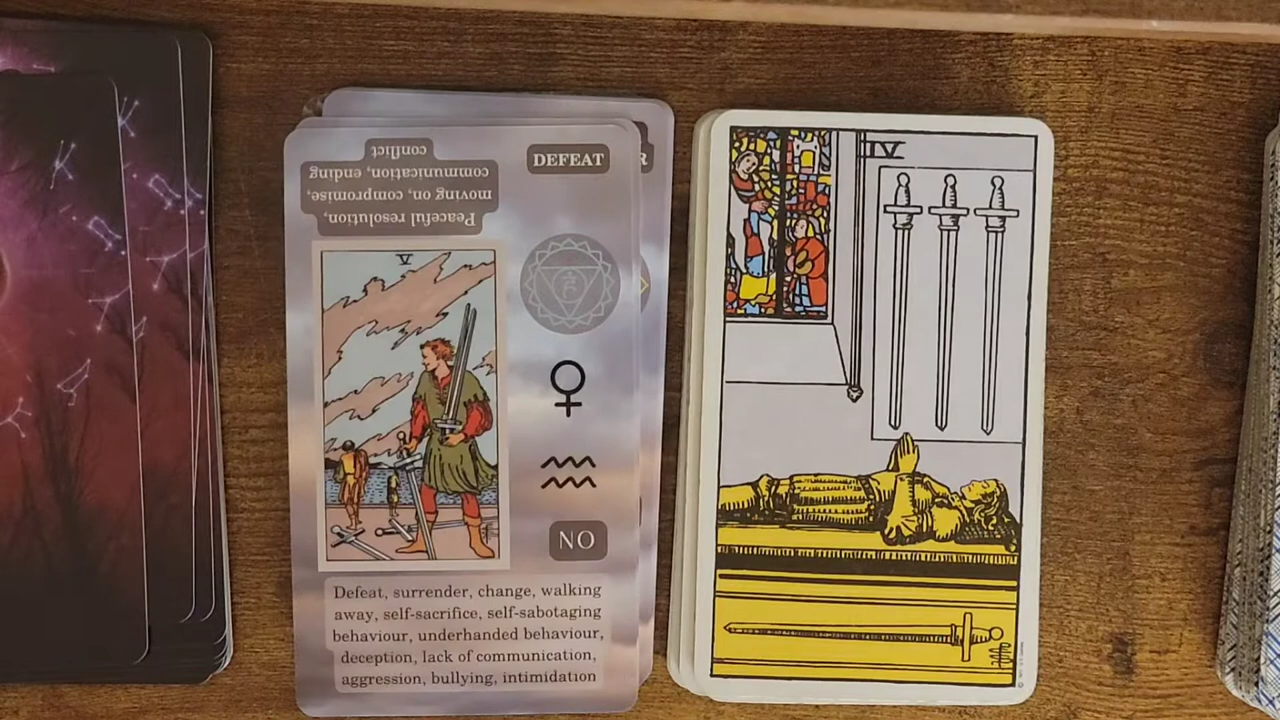 Peaceful resolution,
moving on, compromise,
communication, ending
conflict
DEFEAT
R
V
NO
Defeat, surrender, change, walking
away, self-sacrifice, self-sabotaging
behaviour, underhanded behaviour,
deception, lack of communication,
aggression, bullying, intimidation
IV